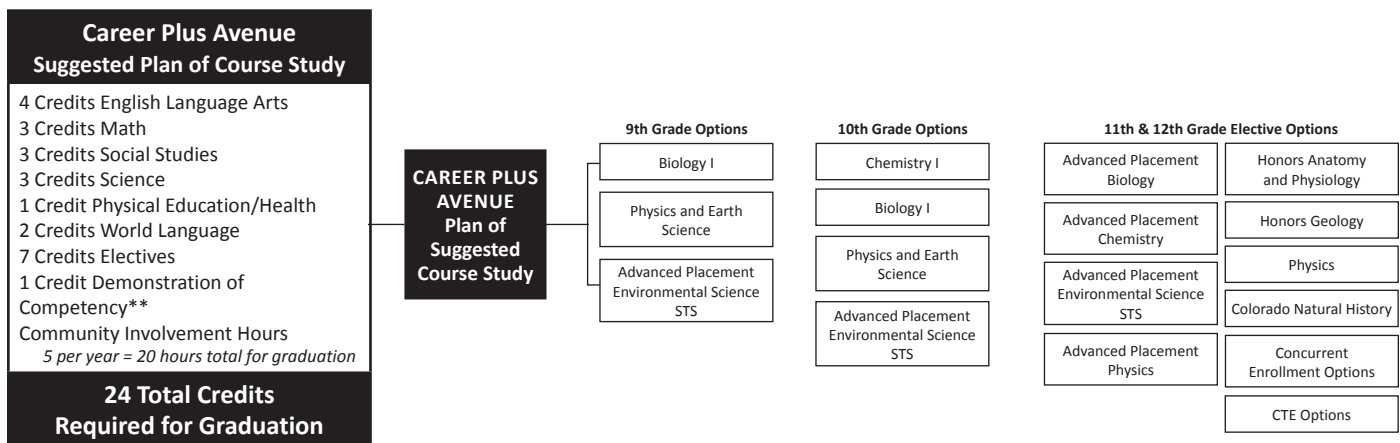 Career Plus Avenue
Suggested Plan of Course Study
4 Credits English Language Arts
3 Credits Math
3 Credits Social Studies
3 Credits Science
1 Credit Physical Education/Health
2 Credits World Language
7 Credits Electives
1 Credit Demonstration of
Competency**
Community Involvement Hours
5 per year = 20 hours total for graduation
24 Total Credits
Required for Graduation
CAREER PLUS
AVENUE
Plan of
Suggested
Course Study
9th Grade Options
Biology I
Physics and Earth
Science
Advanced Placement
Environmental Science
STS
10th Grade Options
Chemistry I
Biology I
Physics and Earth
Science
Advanced Placement
Environmental Science
STS
11th & 12th Grade Elective Options
Advanced Placement
Biology
Advanced Placement
Chemistry
Advanced Placement
Environmental Science
STS
Advanced Placement
Physics
Honors Anatomy
and Physiology
Honors Geology
Physics
Colorado Natural History
Concurrent
Enrollment Options
CTE Options